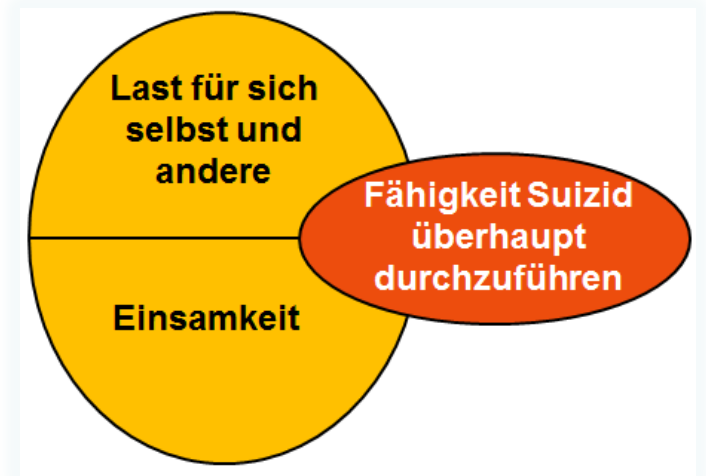 Last für sich
selbst und
andere
Fähigkeit Suizid
überhaupt
durchzuführen
Einsamkeit